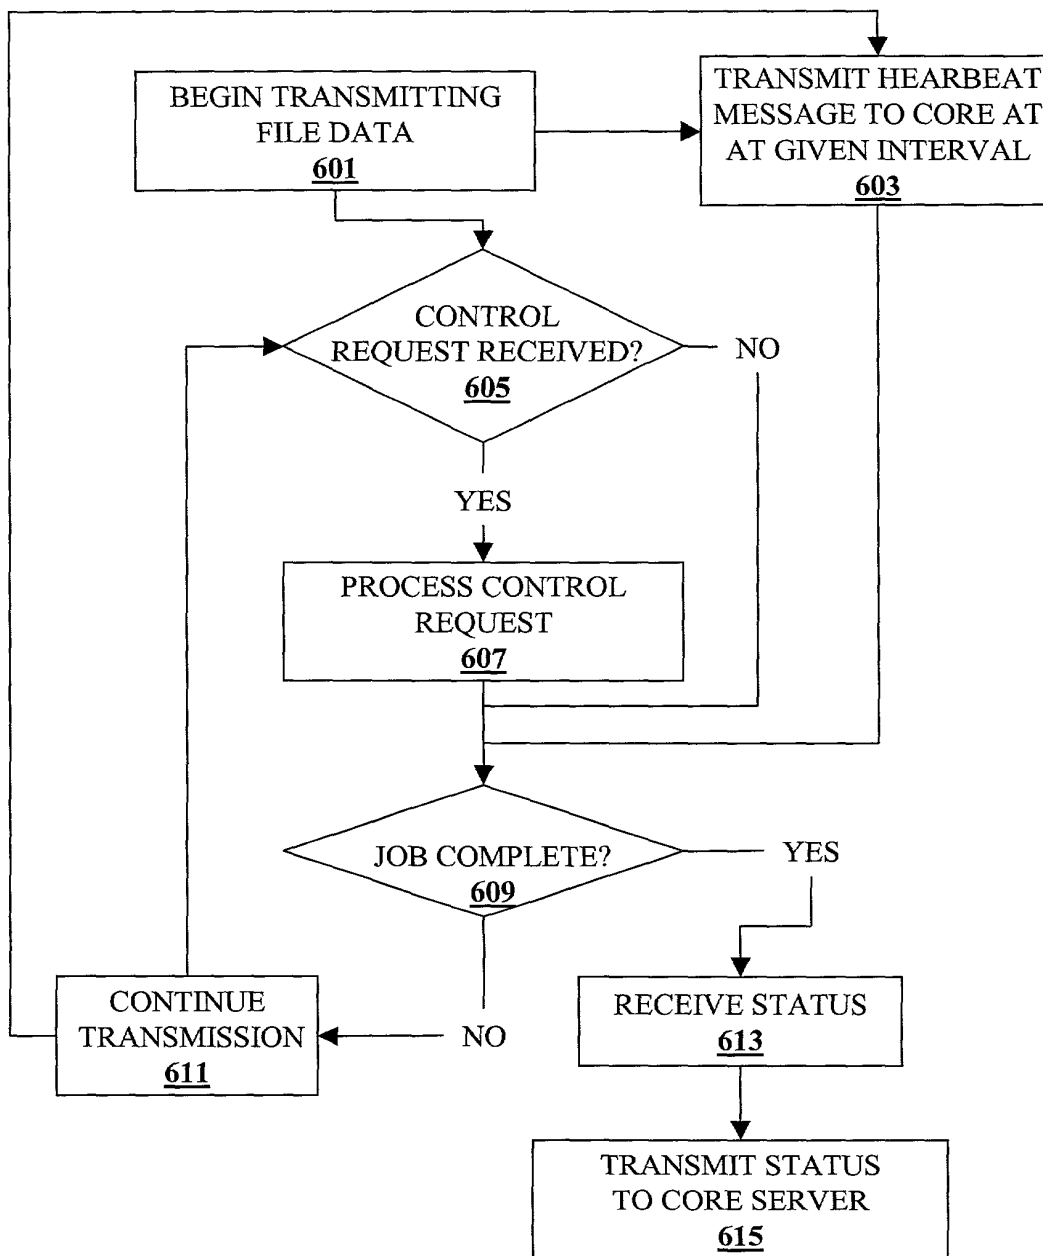 BEGIN TRANSMITTING
FILE DATA
601
TRANSMIT HEARBEAT
MESSAGE TO CORE AT
AT GIVEN INTERVAL
603
CONTROL
REQUEST RECEIVED?
605
NO
YES
PROCESS CONTROL
REQUEST
607
JOB COMPLETE?
609
YES
NO
CONTINUE
TRANSMISSION
611
RECEIVE STATUS
613
TRANSMIT STATUS
TO CORE SERVER
615